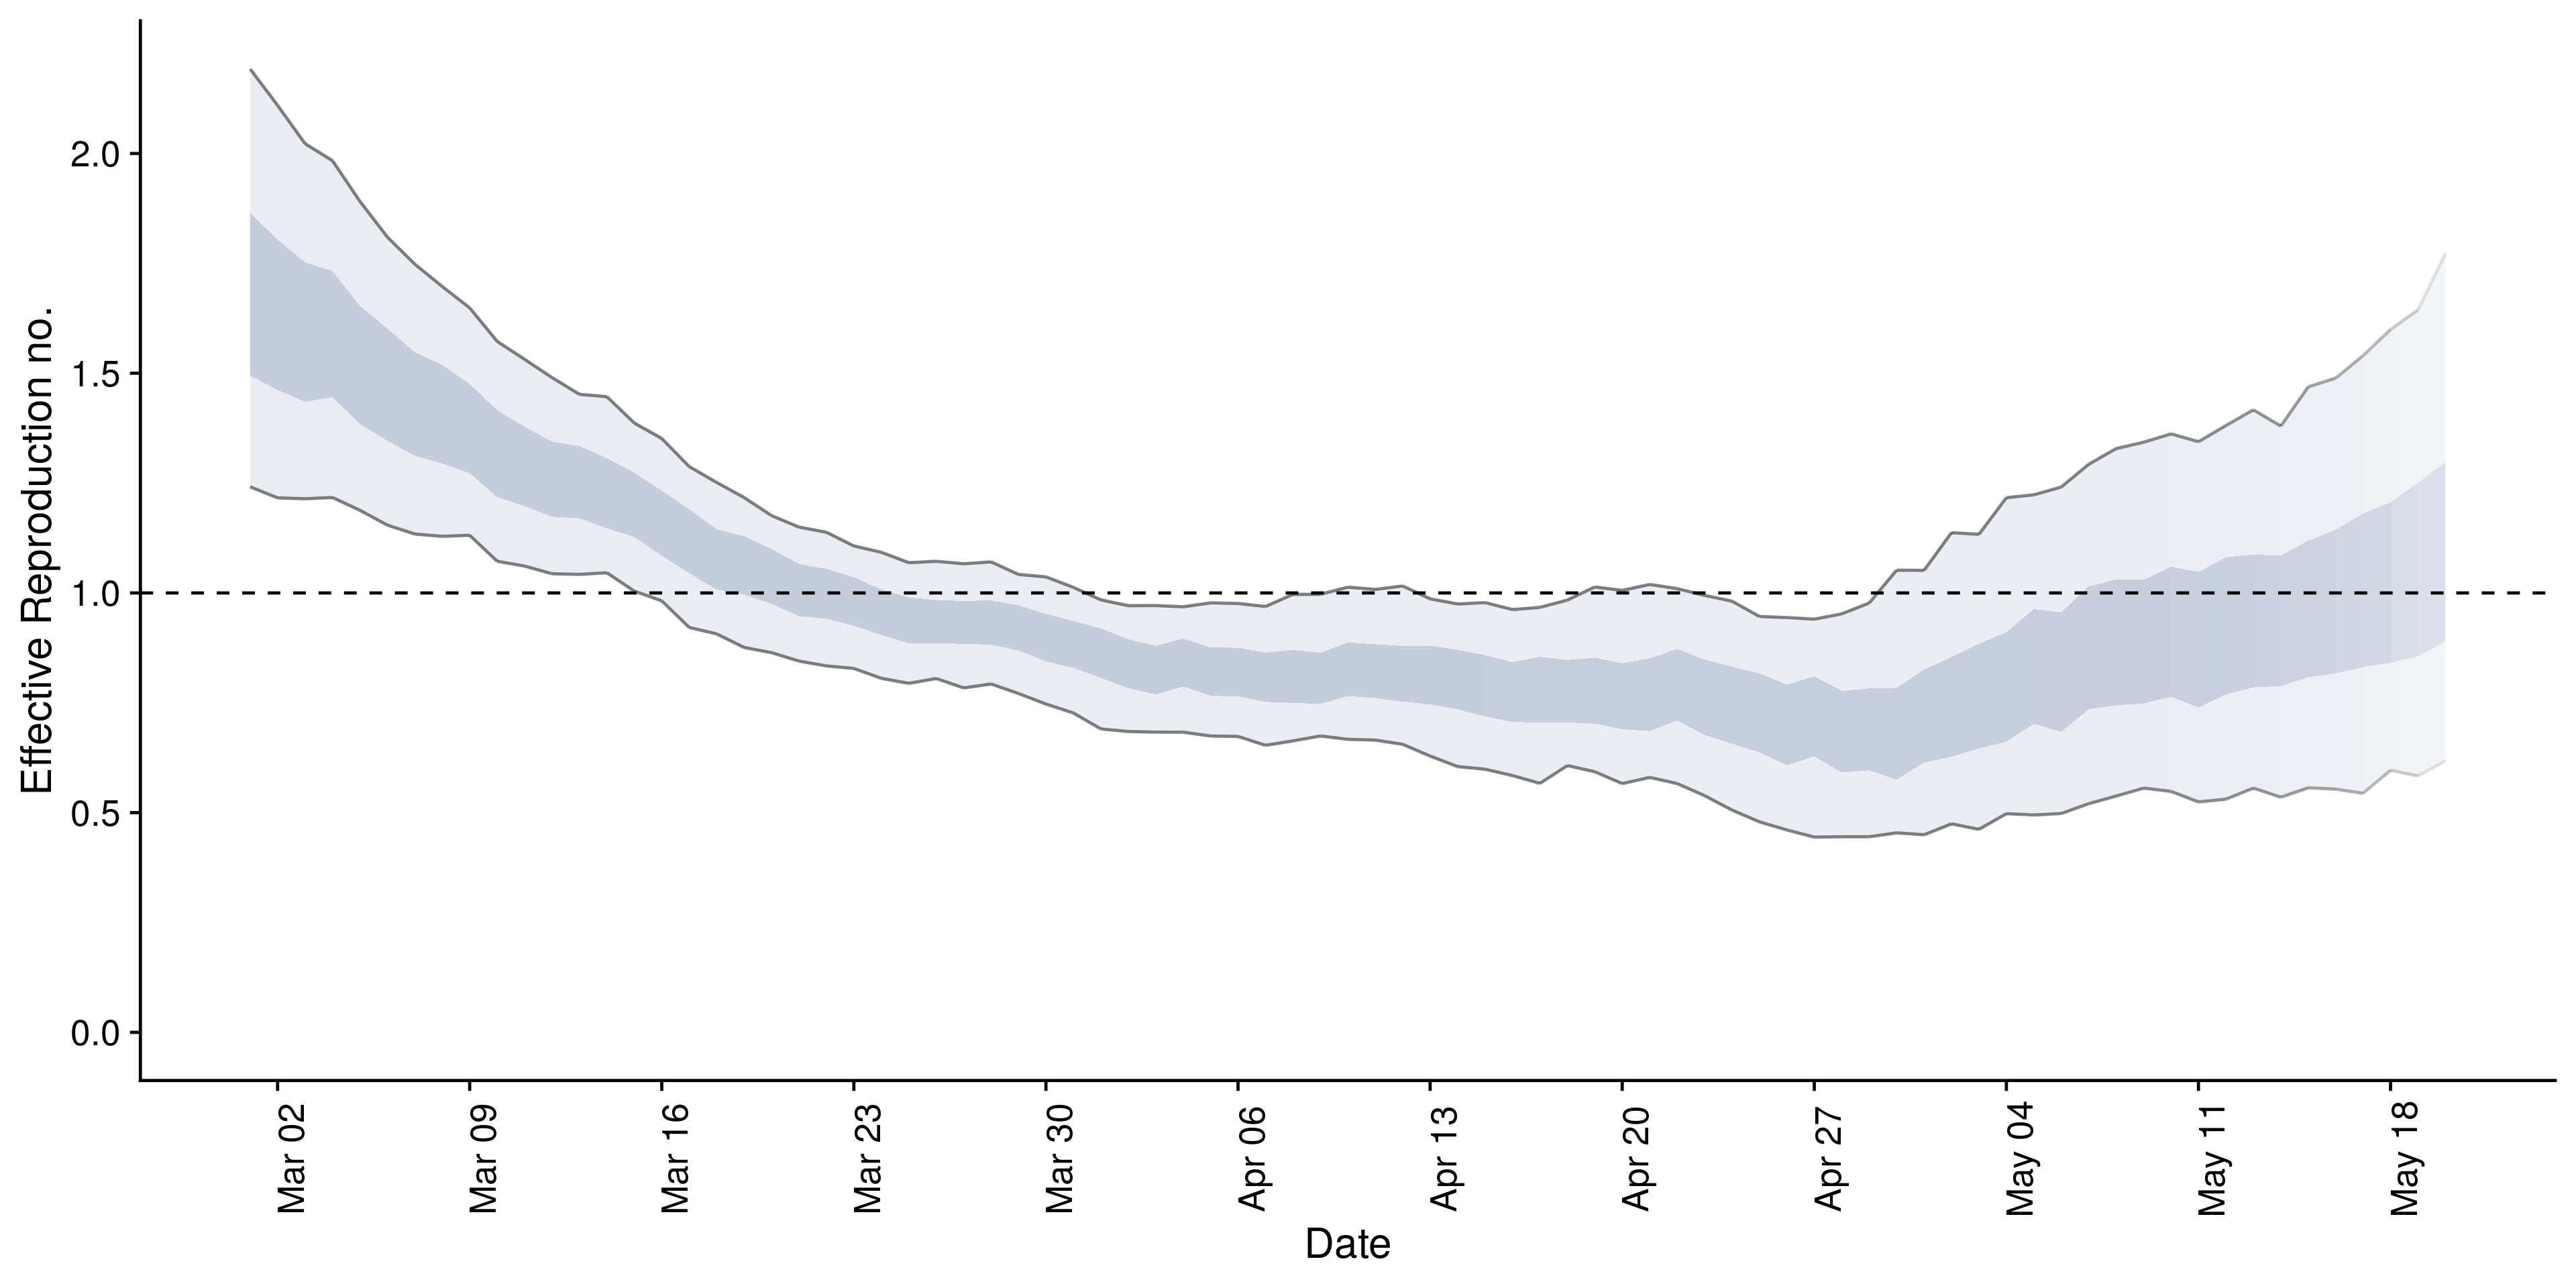 Effective Reproduction no.
2.0
1.5
1.0
0.5
0.0
Mar 02
Mar 09
Mar 16
Mar 23
Mar 30
Apr 06
Apr 13
Apr 20
Apr 27
May 04
May 11
May 18
Date